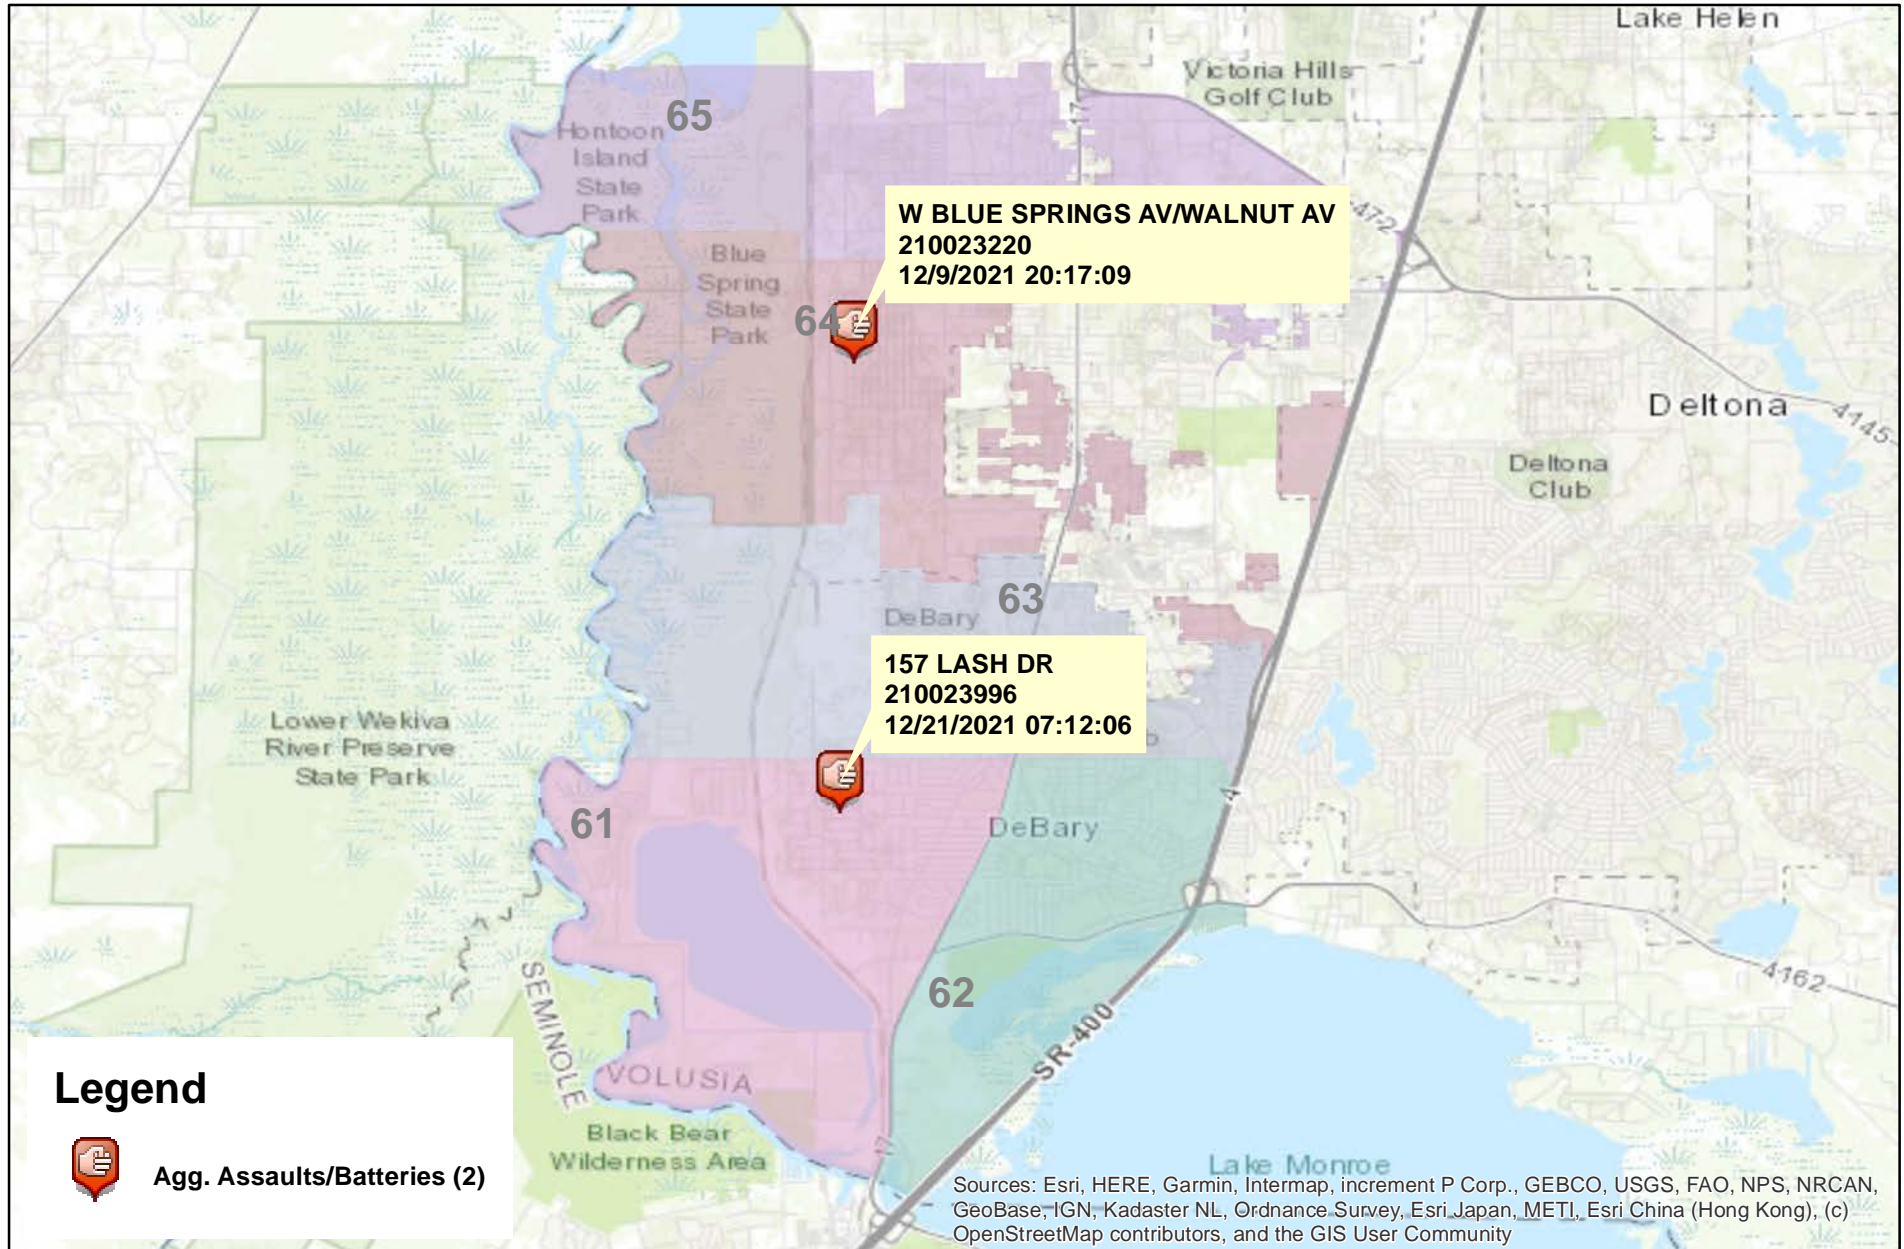 Lake Helen
Victoria Hills
Golf Club
17
65
Hontoon
Island
State
Park
W BLUE SPRINGS AV/WALNUT AV
210023220
12/9/2021 20:17:09
472
Blue
Spring
State
Park
64
Deltona
4145
Deltona
Club
63
DeBary
157 LASH DR
210023996
12/21/2021 07:12:06
Lower Wekiva
River Preserve
State Park
61
4
DeBary
62
4162
SEMINOLE
SR-400
VOLUSIA
Black Bear
Wilderness Area
17
Lake Monroe
Legend
Agg. Assaults/Batteries (2)
Sources: Esri, HERE, Garmin, Intermap, increment P Corp., GEBCO, USGS, FAO, NPS, NRCAN,
GeoBase, IGN, Kadaster NL, Ordnance Survey, Esri Japan, METI, Esri China (Hong Kong), (c)
OpenStreetMap contributors, and the GIS User Community